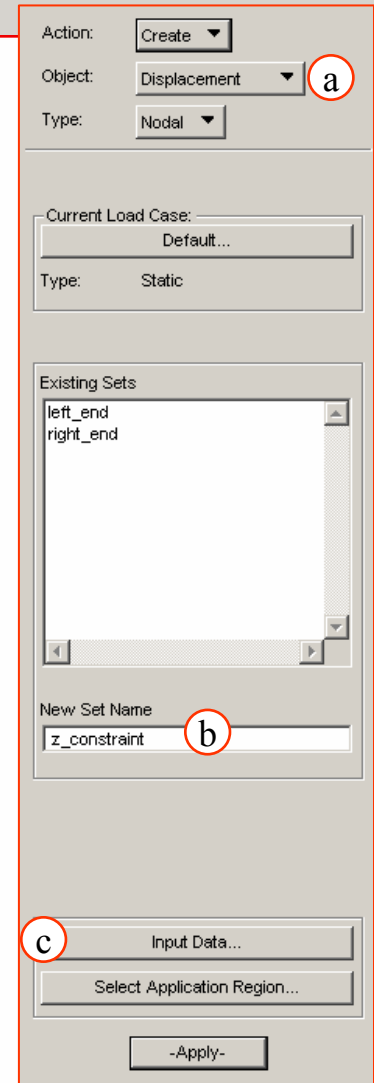 Action: Create
Object: Displacement a
Type: Nodal
Current Load Case:
Default...
Type: Static
Existing Sets
left_end
right_end
New Set Name
z_constraint b
c Input Data...
Select Application Region...
-Apply-